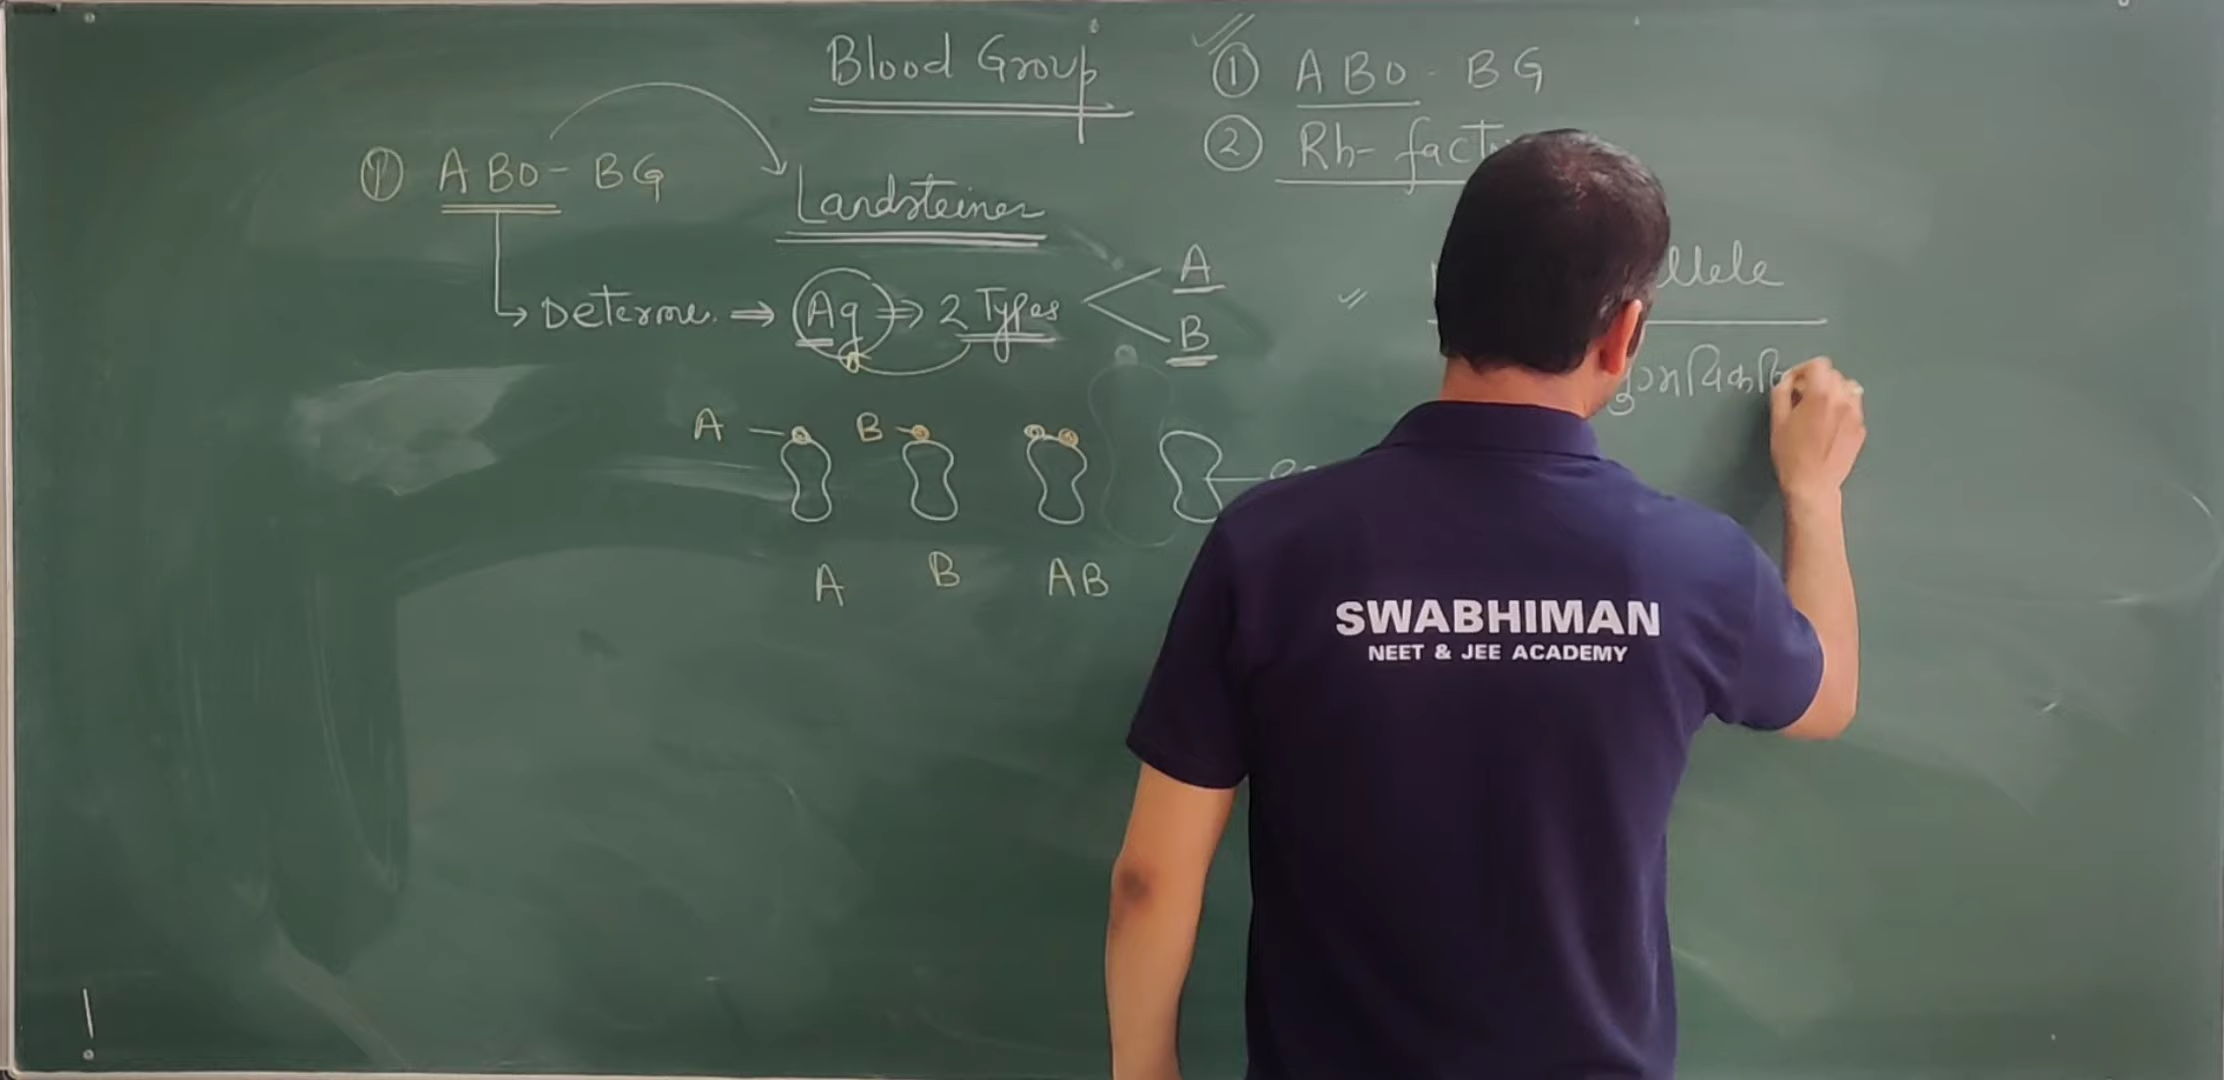 Blood Group
① ABO - BG
② Rh- fact
① ABO - BG
Landsteiner
Determe. ⇒ Ag ⇒ 2 Types
A
B
llele
A B
A B AB
SWABHIMAN
NEET & JEE ACADEMY